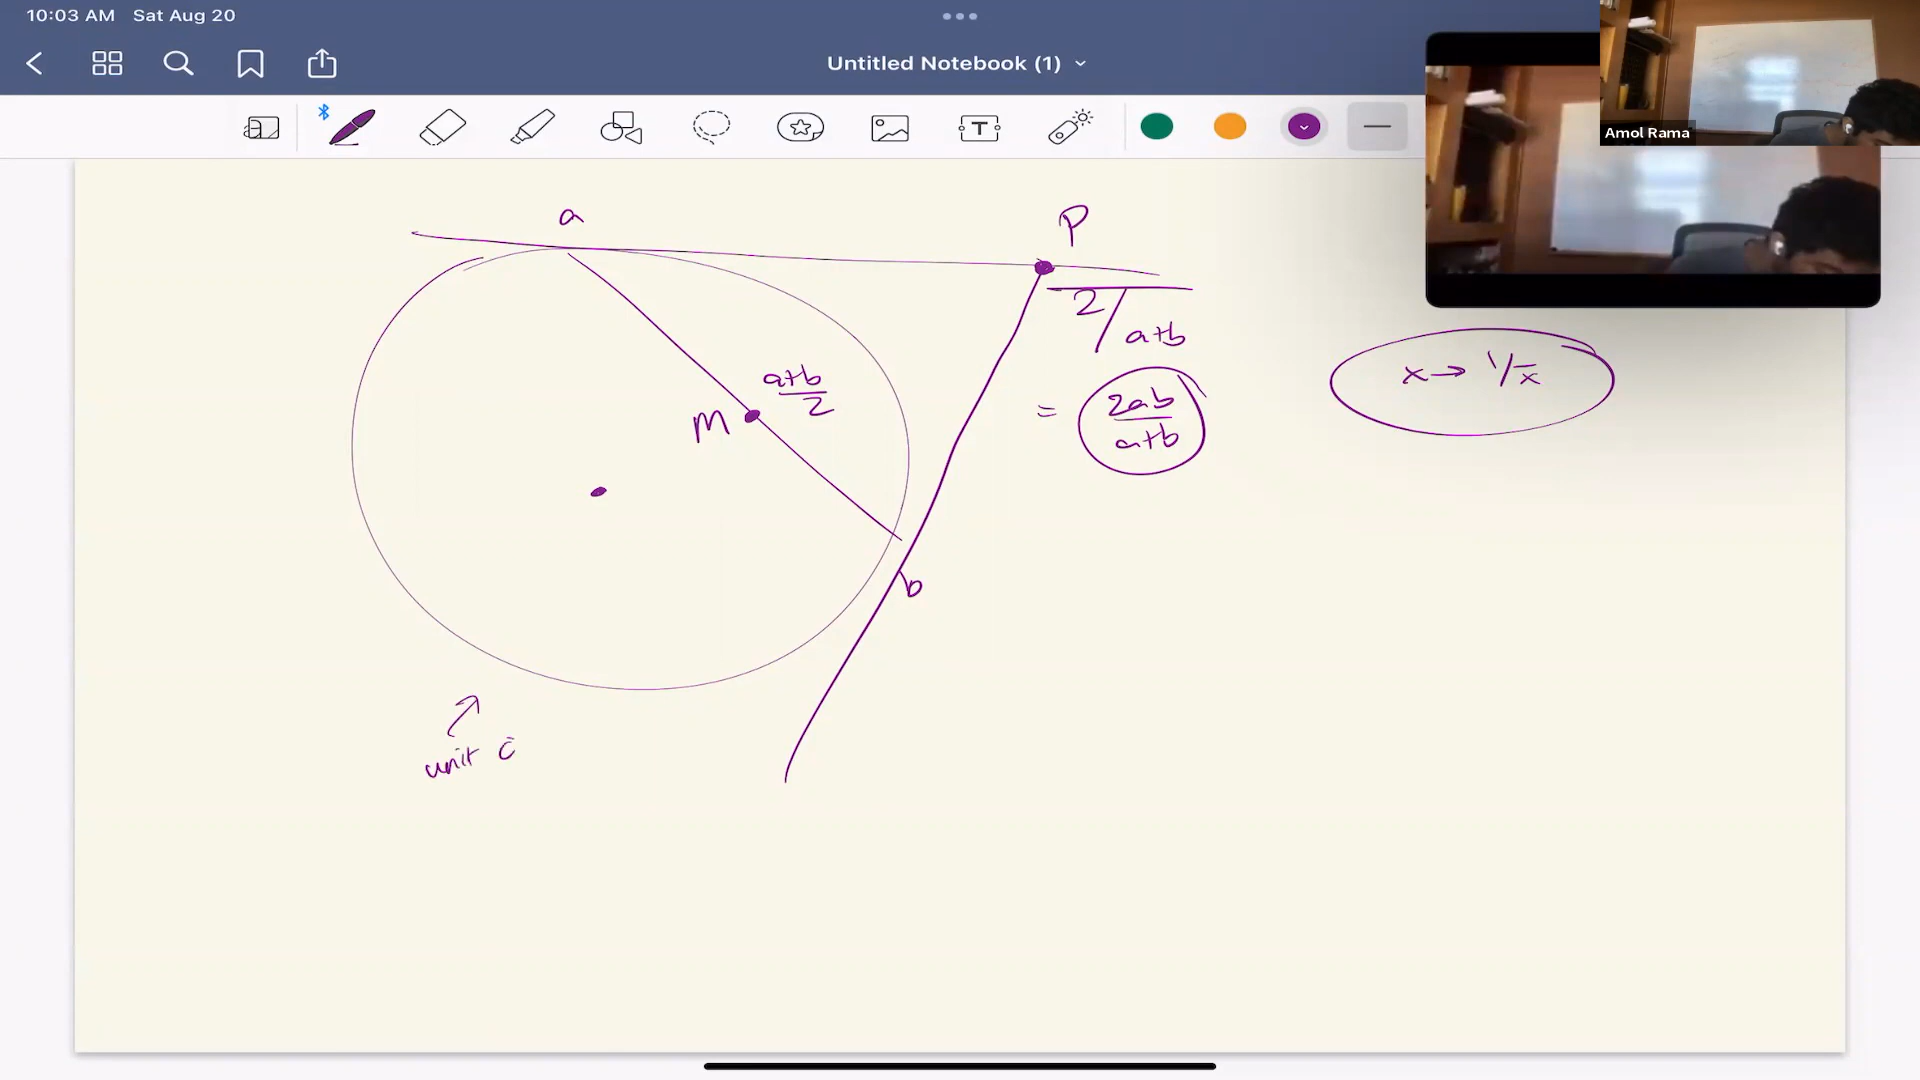 10:03 AM Sat Aug 20
Untitled Notebook (1)
Amol Rama
a
P
2/a+b
a+b/2
M
= 2ab/a+b
x → 1/x̄
b
unit c